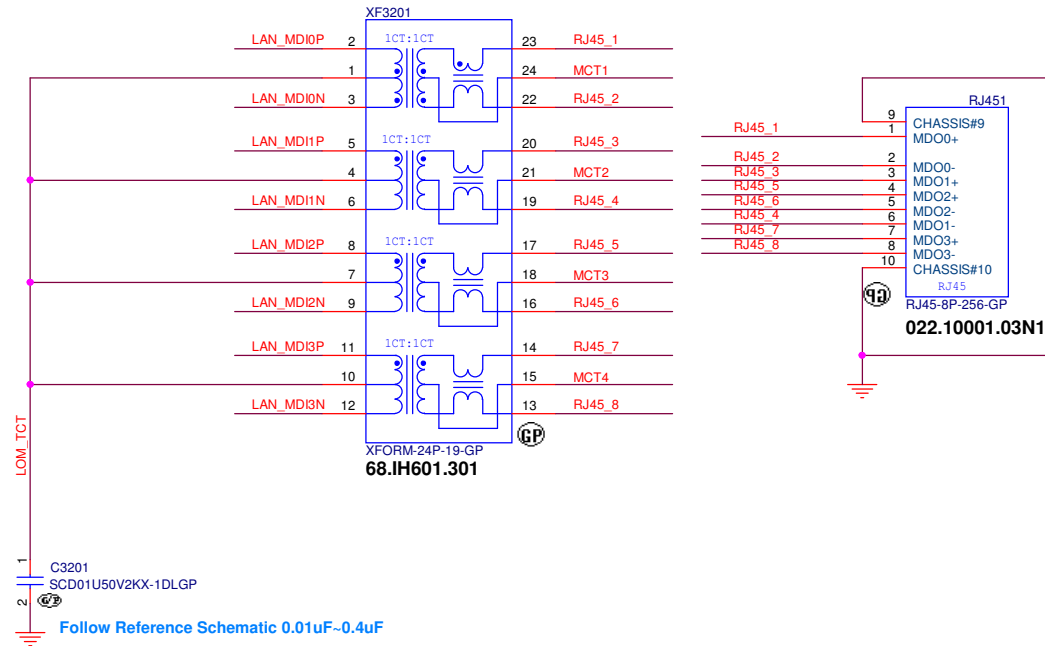 XF3201
LAN_MDI0P 2 1CT:1CT 23 RJ45_1
1 24 MCT1
LAN_MDI0N 3 22 RJ45_2
LAN_MDI1P 5 1CT:1CT 20 RJ45_3
4 21 MCT2
LAN_MDI1N 6 19 RJ45_4
LAN_MDI2P 8 1CT:1CT 17 RJ45_5
7 18 MCT3
LAN_MDI2N 9 16 RJ45_6
LAN_MDI3P 11 1CT:1CT 14 RJ45_7
10 15 MCT4
LAN_MDI3N 12 13 RJ45_8
GP
XFORM-24P-19-GP
68.IH601.301
RJ451
9 CHASSIS#9
RJ45_1 1 MDO0+
RJ45_2 2 MDO0-
RJ45_3 3 MDO1+
RJ45_5 4 MDO2+
RJ45_6 5 MDO2-
RJ45_4 6 MDO1-
RJ45_7 7 MDO3+
RJ45_8 8 MDO3-
10 CHASSIS#10
RJ45
GP
RJ45-8P-256-GP
022.10001.03N1
LOM_TCT
1
C3201
SCD01U50V2KX-1DLGP
2 GP
Follow Reference Schematic 0.01uF~0.4uF